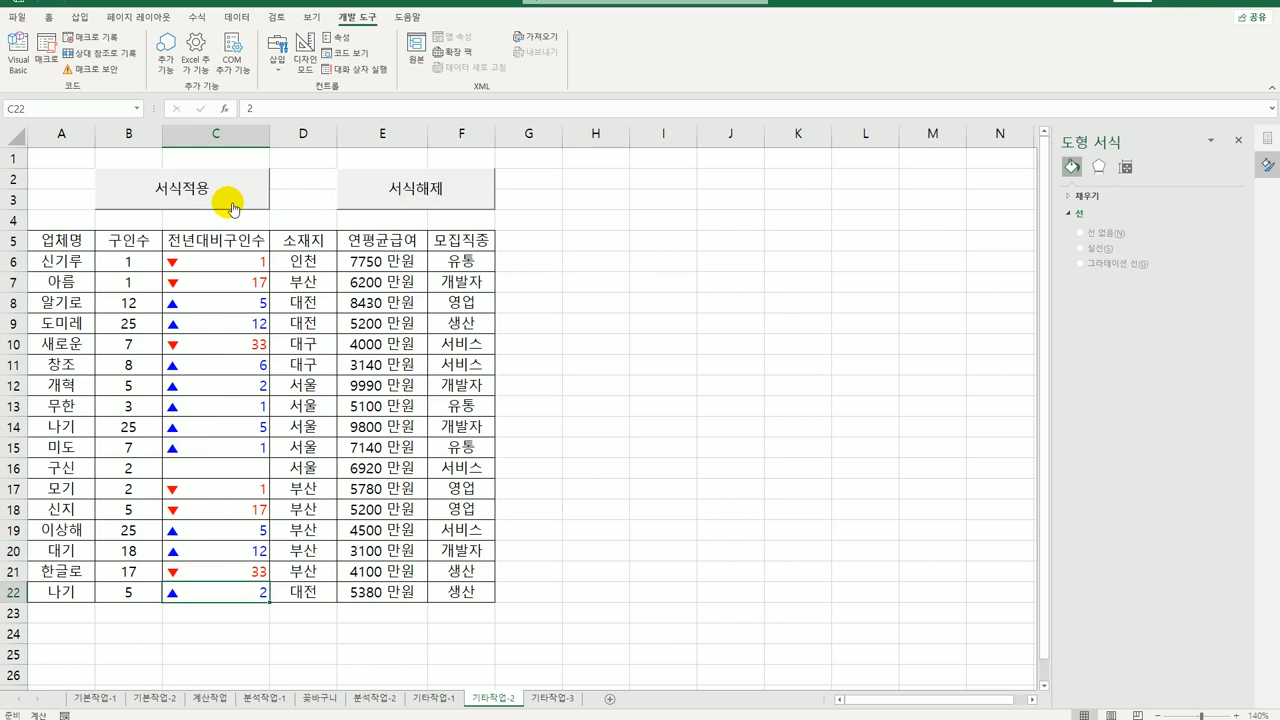 파일 홈 삽입 페이지 레이아웃 수식 데이터 검토 보기 개발 도구 도움말 공유
Visual Basic
매크로
매크로 기록
상대 참조로 기록
매크로 보안
코드
추가 기능
Excel 추가 기능
COM 추가 기능
추가 기능
삽입
디자인 모드
속성
코드 보기
대화 상자 실행
컨트롤
원본
맵 속성
확장 팩
데이터 새로 고침
가져오기
내보내기
XML
C22 fx 2
도형 서식
채우기
선
선 없음(N)
실선(S)
그라데이션 선(G)
A B C D E F G H I J K L M N
1
2 서식적용 서식해제
3
4
5 업체명 구인수 전년대비구인수 소재지 연평균급여 모집직종
6 신기루 1 ▼ 1 인천 7750 만원 유통
7 아름 1 ▼ 17 부산 6200 만원 개발자
8 알기로 12 ▲ 5 대전 8430 만원 영업
9 도미레 25 ▲ 12 대전 5200 만원 생산
10 새로운 7 ▼ 33 대구 4000 만원 서비스
11 창조 8 ▲ 6 대구 3140 만원 서비스
12 개혁 5 ▲ 2 서울 9990 만원 개발자
13 무한 3 ▲ 1 서울 5100 만원 유통
14 나기 25 ▲ 5 서울 9800 만원 개발자
15 미도 7 ▲ 1 서울 7140 만원 유통
16 구신 2 서울 6920 만원 서비스
17 모기 2 ▼ 1 부산 5780 만원 영업
18 신지 5 ▼ 17 부산 5200 만원 영업
19 이상해 25 ▲ 5 부산 4500 만원 서비스
20 대기 18 ▲ 12 부산 3100 만원 개발자
21 한글로 17 ▼ 33 부산 4100 만원 생산
22 나기 5 ▲ 2 대전 5380 만원 생산
23
24
25
26
기본작업-1 기본작업-2 계산작업 분석작업-1 꽃바구니 분석작업-2 기타작업-1 기타작업-2 기타작업-3
준비 계산 140%